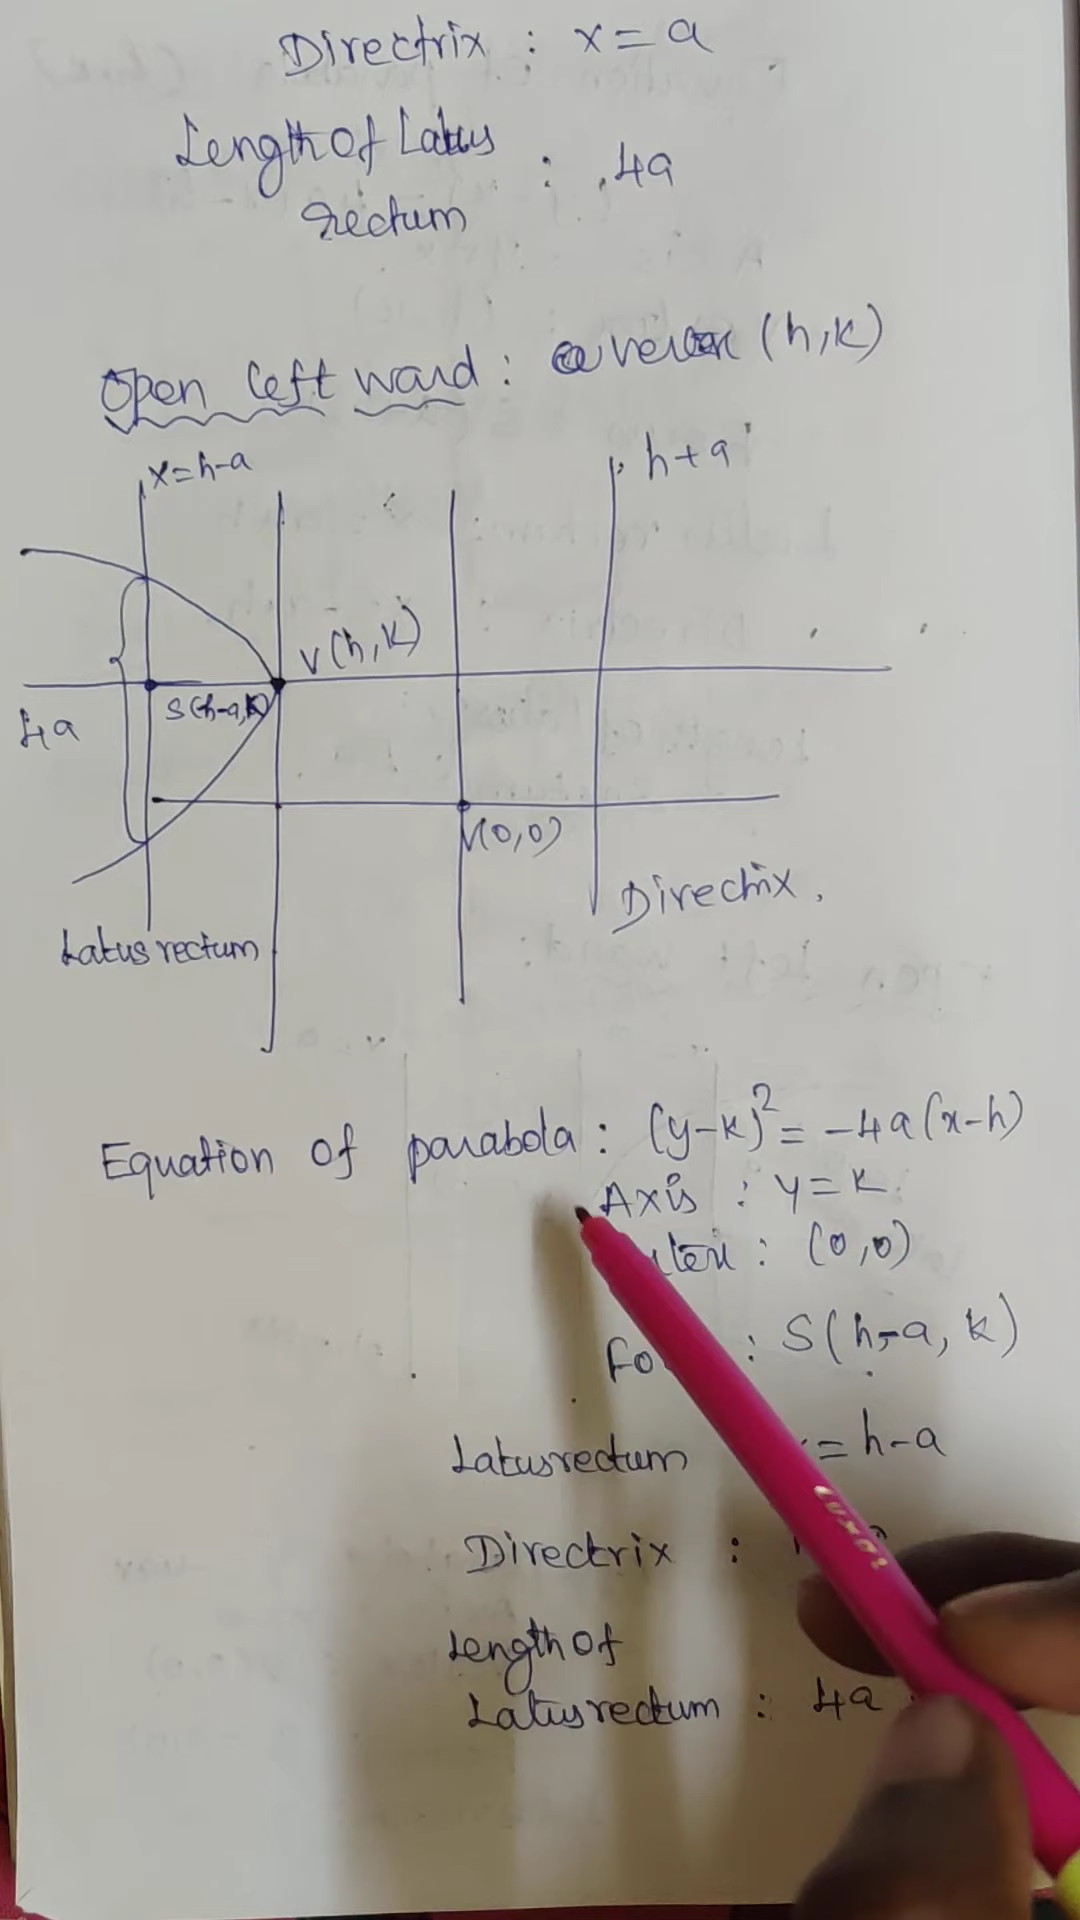 Directrix : x = a
Length of Latus
rectum : 4a
Open left ward : vertex (h,k)
x=h-a
h+a
V(h,k)
S(h-a,k)
4a
V(0,0)
Directrix.
Latus rectum
Equation of parabola : (y-k)²= -4a(x-h)
Axis : y=k
: (0,0)
Fo : S(h-a, k)
Latusrectum = h-a
Directrix :
Length of
Latusrectum : 4a